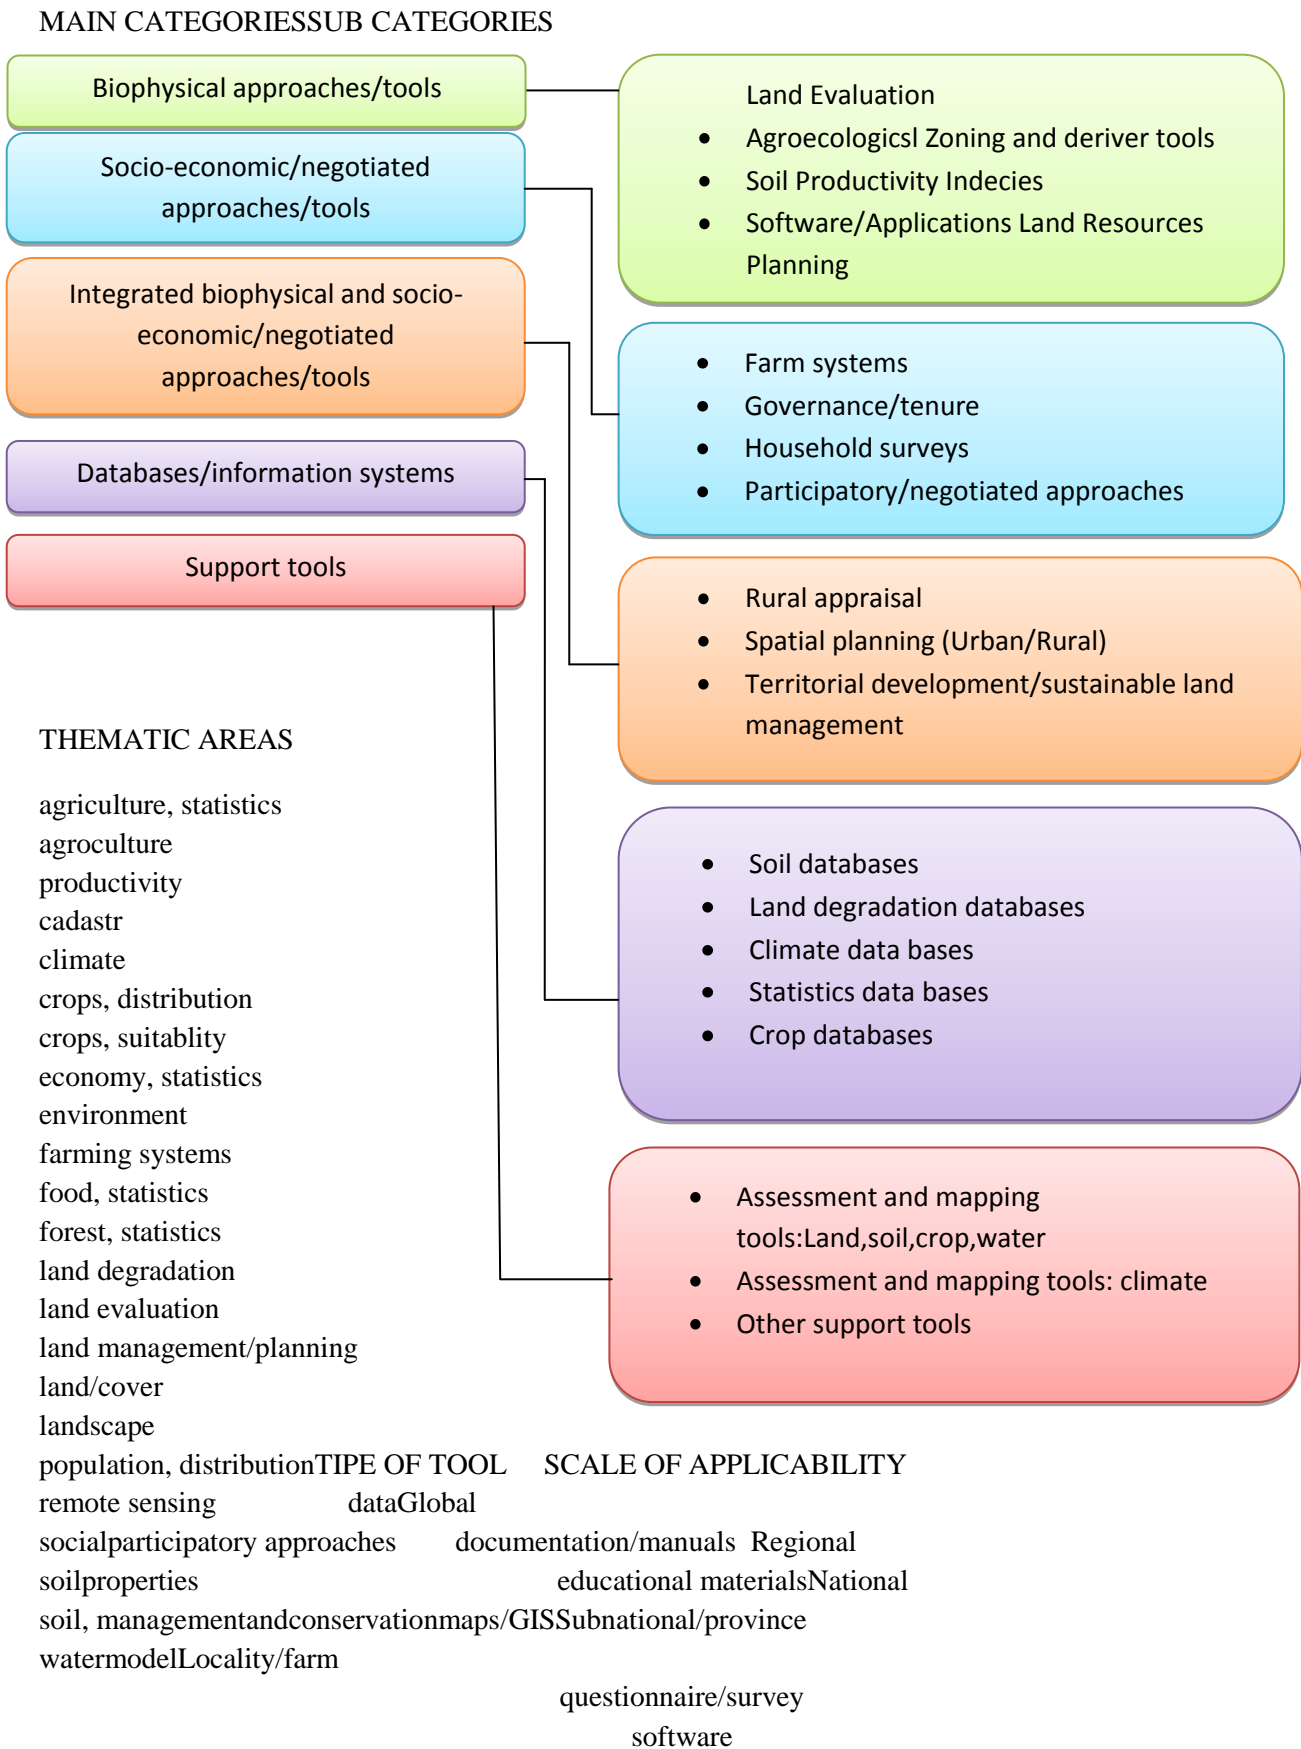 MAIN CATEGORIESSUB CATEGORIES
Biophysical approaches/tools
Socio-economic/negotiated
approaches/tools
Integrated biophysical and socio-
economic/negotiated
approaches/tools
Databases/information systems
Support tools
Land Evaluation
• Agroecologicsl Zoning and deriver tools
• Soil Productivity Indecies
• Software/Applications Land Resources
Planning
• Farm systems
• Governance/tenure
• Household surveys
• Participatory/negotiated approaches
• Rural appraisal
• Spatial planning (Urban/Rural)
• Territorial development/sustainable land
management
• Soil databases
• Land degradation databases
• Climate data bases
• Statistics data bases
• Crop databases
• Assessment and mapping
tools:Land,soil,crop,water
• Assessment and mapping tools: climate
• Other support tools
THEMATIC AREAS
agriculture, statistics
agroculture
productivity
cadastr
climate
crops, distribution
crops, suitablity
economy, statistics
environment
farming systems
food, statistics
forest, statistics
land degradation
land evaluation
land management/planning
land/cover
landscape
population, distributionTIPE OF TOOL SCALE OF APPLICABILITY
remote sensing dataGlobal
socialparticipatory approaches documentation/manuals Regional
soilproperties educational materialsNational
soil, managementandconservationmaps/GISSubnational/province
watermodelLocality/farm
questionnaire/survey
software